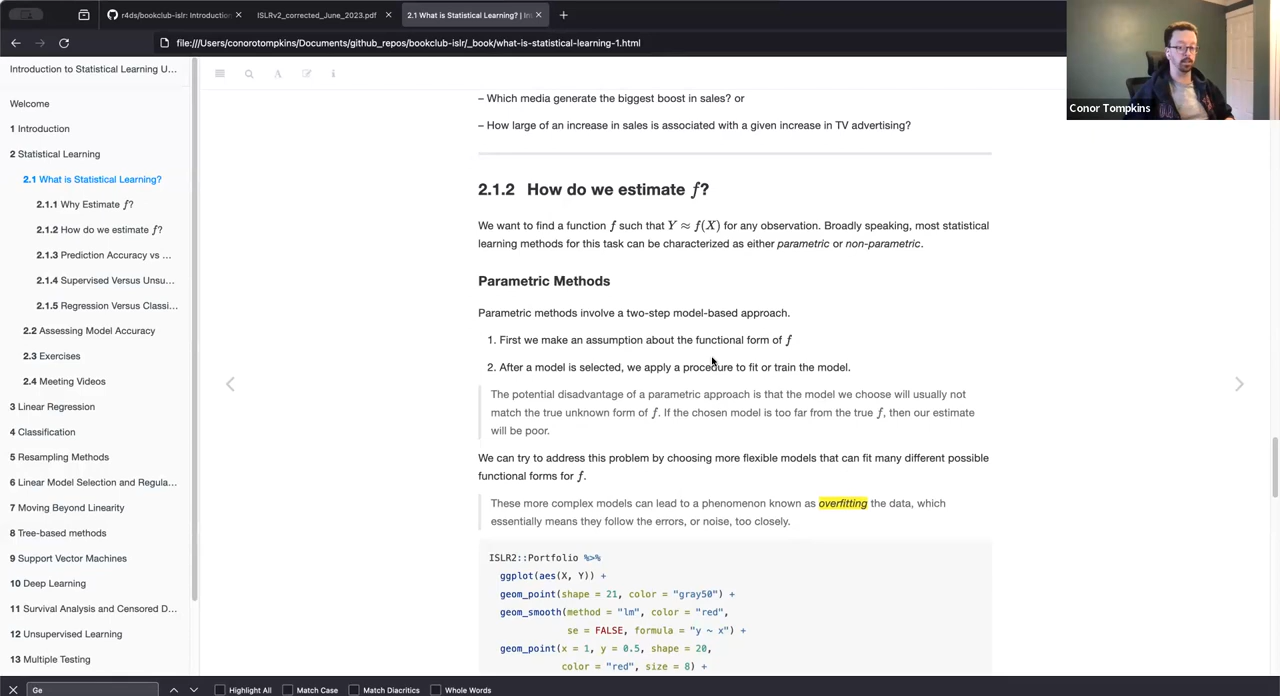 r4ds/bookclub-islr: Introduction
ISLRv2_corrected_June_2023.pdf
2.1 What is Statistical Learning? | In
file:///Users/conorotompkins/Documents/github_repos/bookclub-islr/_book/what-is-statistical-learning-1.html
Conor Tompkins
Introduction to Statistical Learning U...
Welcome
1 Introduction
2 Statistical Learning
2.1 What is Statistical Learning?
2.1.1 Why Estimate f?
2.1.2 How do we estimate f?
2.1.3 Prediction Accuracy vs ...
2.1.4 Supervised Versus Unsu...
2.1.5 Regression Versus Classi...
2.2 Assessing Model Accuracy
2.3 Exercises
2.4 Meeting Videos
3 Linear Regression
4 Classification
5 Resampling Methods
6 Linear Model Selection and Regula...
7 Moving Beyond Linearity
8 Tree-based methods
9 Support Vector Machines
10 Deep Learning
11 Survival Analysis and Censored D...
12 Unsupervised Learning
13 Multiple Testing
– Which media generate the biggest boost in sales? or
– How large of an increase in sales is associated with a given increase in TV advertising?
2.1.2 How do we estimate f?
We want to find a function f such that Y ≈ f(X) for any observation. Broadly speaking, most statistical
learning methods for this task can be characterized as either parametric or non-parametric.
Parametric Methods
Parametric methods involve a two-step model-based approach.
1. First we make an assumption about the functional form of f
2. After a model is selected, we apply a procedure to fit or train the model.
The potential disadvantage of a parametric approach is that the model we choose will usually not
match the true unknown form of f. If the chosen model is too far from the true f, then our estimate
will be poor.
We can try to address this problem by choosing more flexible models that can fit many different possible
functional forms for f.
These more complex models can lead to a phenomenon known as overfitting the data, which
essentially means they follow the errors, or noise, too closely.
ISLR2::Portfolio %>%
ggplot(aes(X, Y)) +
geom_point(shape = 21, color = "gray50") +
geom_smooth(method = "lm", color = "red",
se = FALSE, formula = "y ~ x") +
geom_point(x = 1, y = 0.5, shape = 20,
color = "red", size = 8) +
Ge
Highlight All
Match Case
Match Diacritics
Whole Words